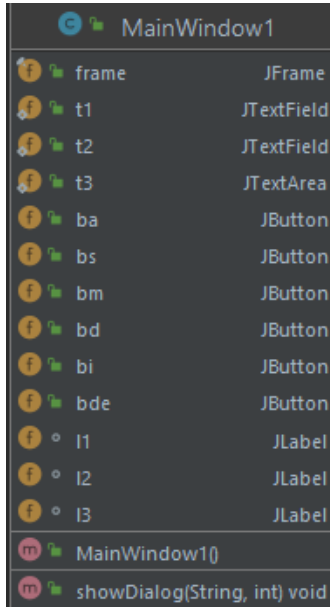 MainWindow1
frame JFrame
t1 JTextField
t2 JTextField
t3 JTextArea
ba JButton
bs JButton
bm JButton
bd JButton
bi JButton
bde JButton
l1 JLabel
l2 JLabel
l3 JLabel
MainWindow1()
showDialog(String, int) void